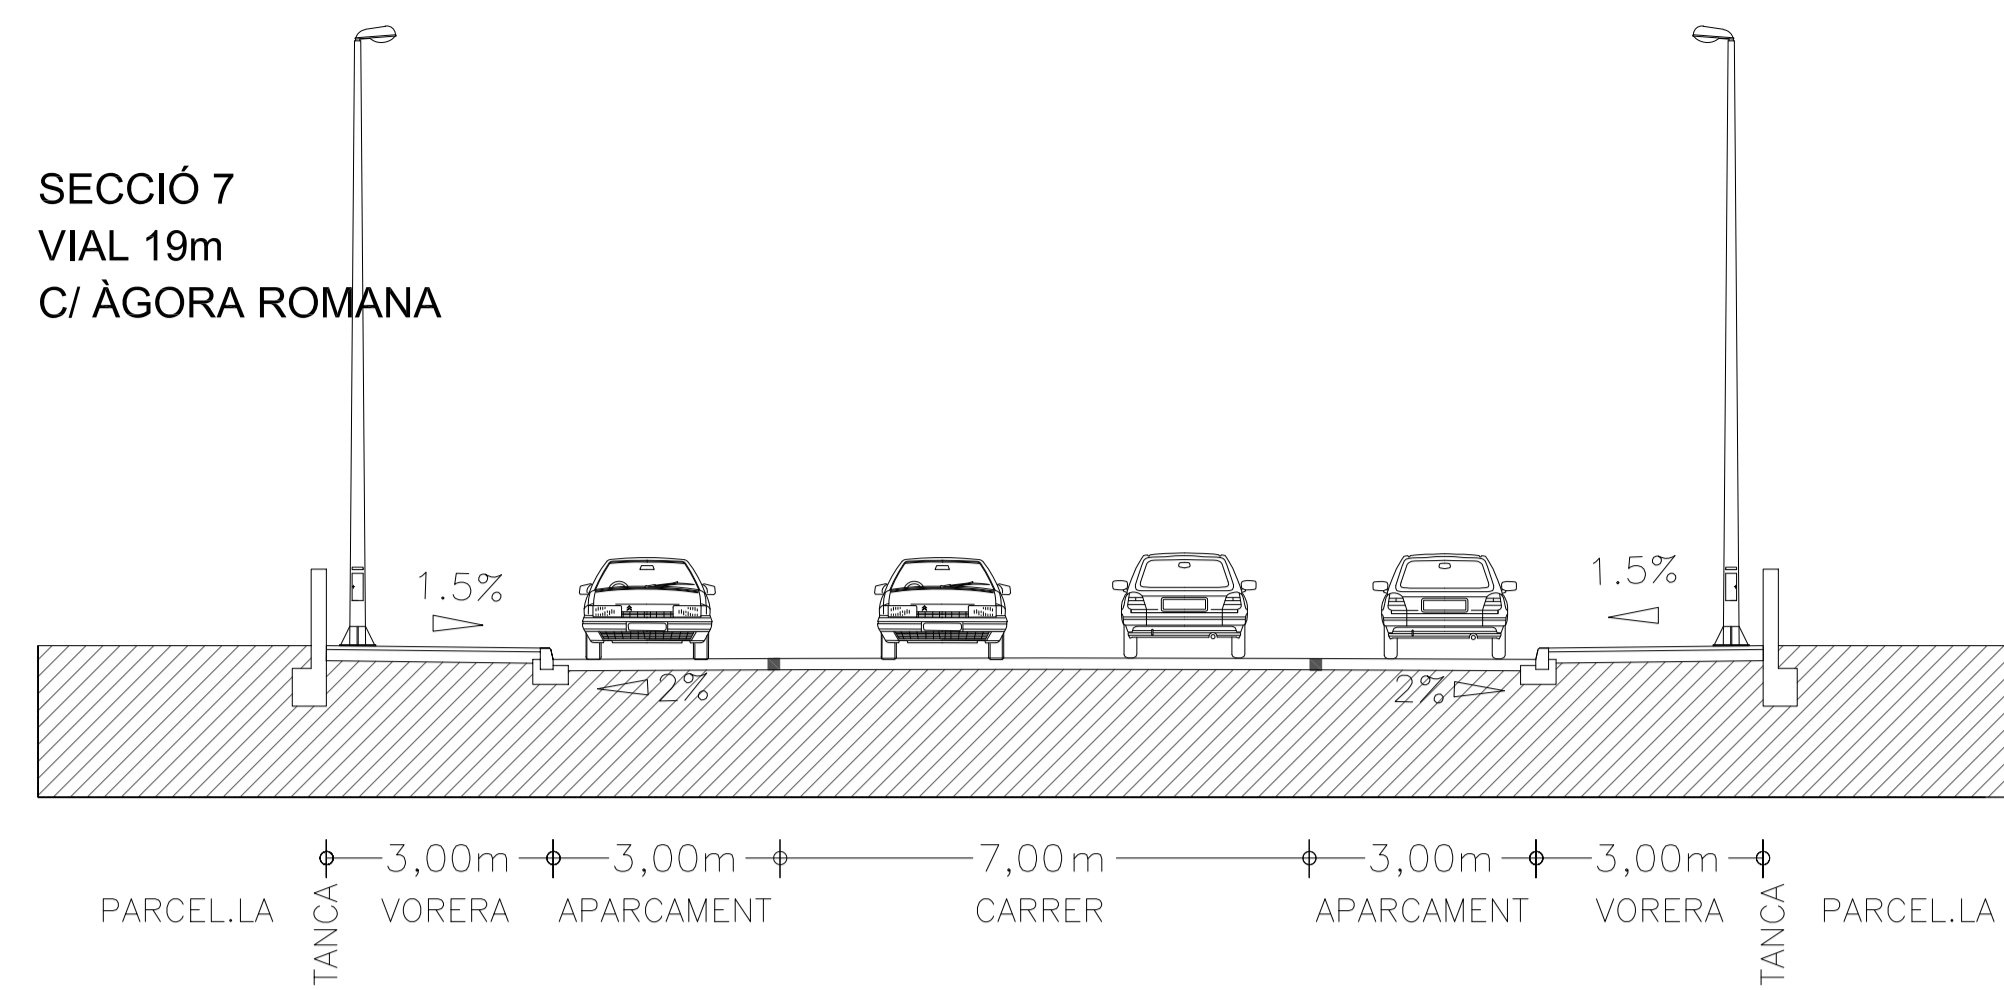 SECCIÓ 7
VIAL 19m
C/ ÀGORA ROMANA
1.5%
1.5%
2%
2%
3,00m 3,00m 7,00m 3,00m 3,00m
PARCEL.LA TANCA VORERA APARCAMENT CARRER APARCAMENT VORERA TANCA PARCEL.LA